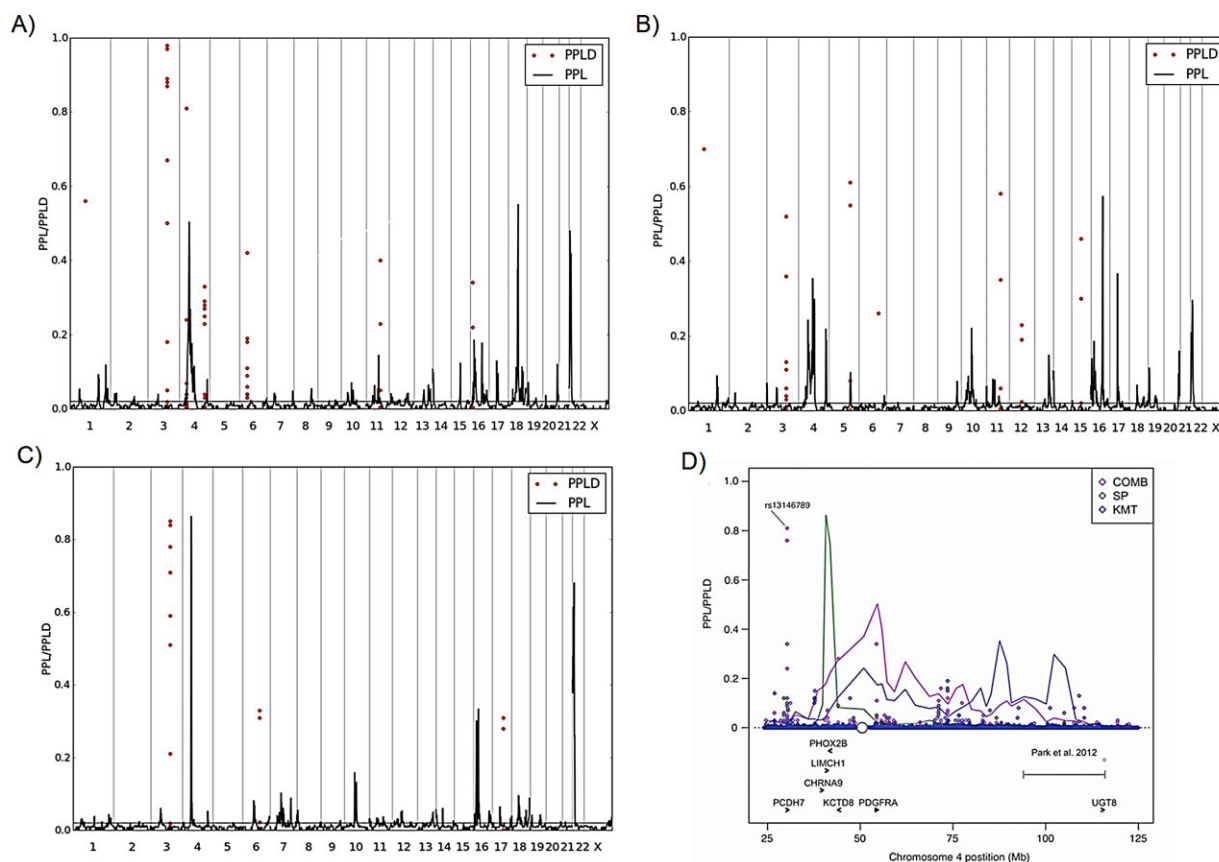 A)
PPL/PPLD
1.0
0.8
0.6
0.4
0.2
0.0
PPLD
PPL
1 2 3 4 5 6 7 8 9 10 11 12 13 14 15 16 17 18 19 20 21 22 X
B)
PPL/PPLD
1.0
0.8
0.6
0.4
0.2
0.0
PPLD
PPL
1 2 3 4 5 6 7 8 9 10 11 12 13 14 15 16 17 18 19 20 21 22 X
C)
PPL/PPLD
1.0
0.8
0.6
0.4
0.2
0.0
PPLD
PPL
1 2 3 4 5 6 7 8 9 10 11 12 13 14 15 16 17 18 19 20 21 22 X
D)
PPL/PPLD
1.0
0.8
0.6
0.4
0.2
0
COMB
SP
KMT
rs13146789
PHOX2B
LIMCH1
CHRNA9
PCDH7 KCTD8 PDGFRA
Park et al. 2012
UGT8
25 50 75 100 125
Chromosome 4 postition (Mb)